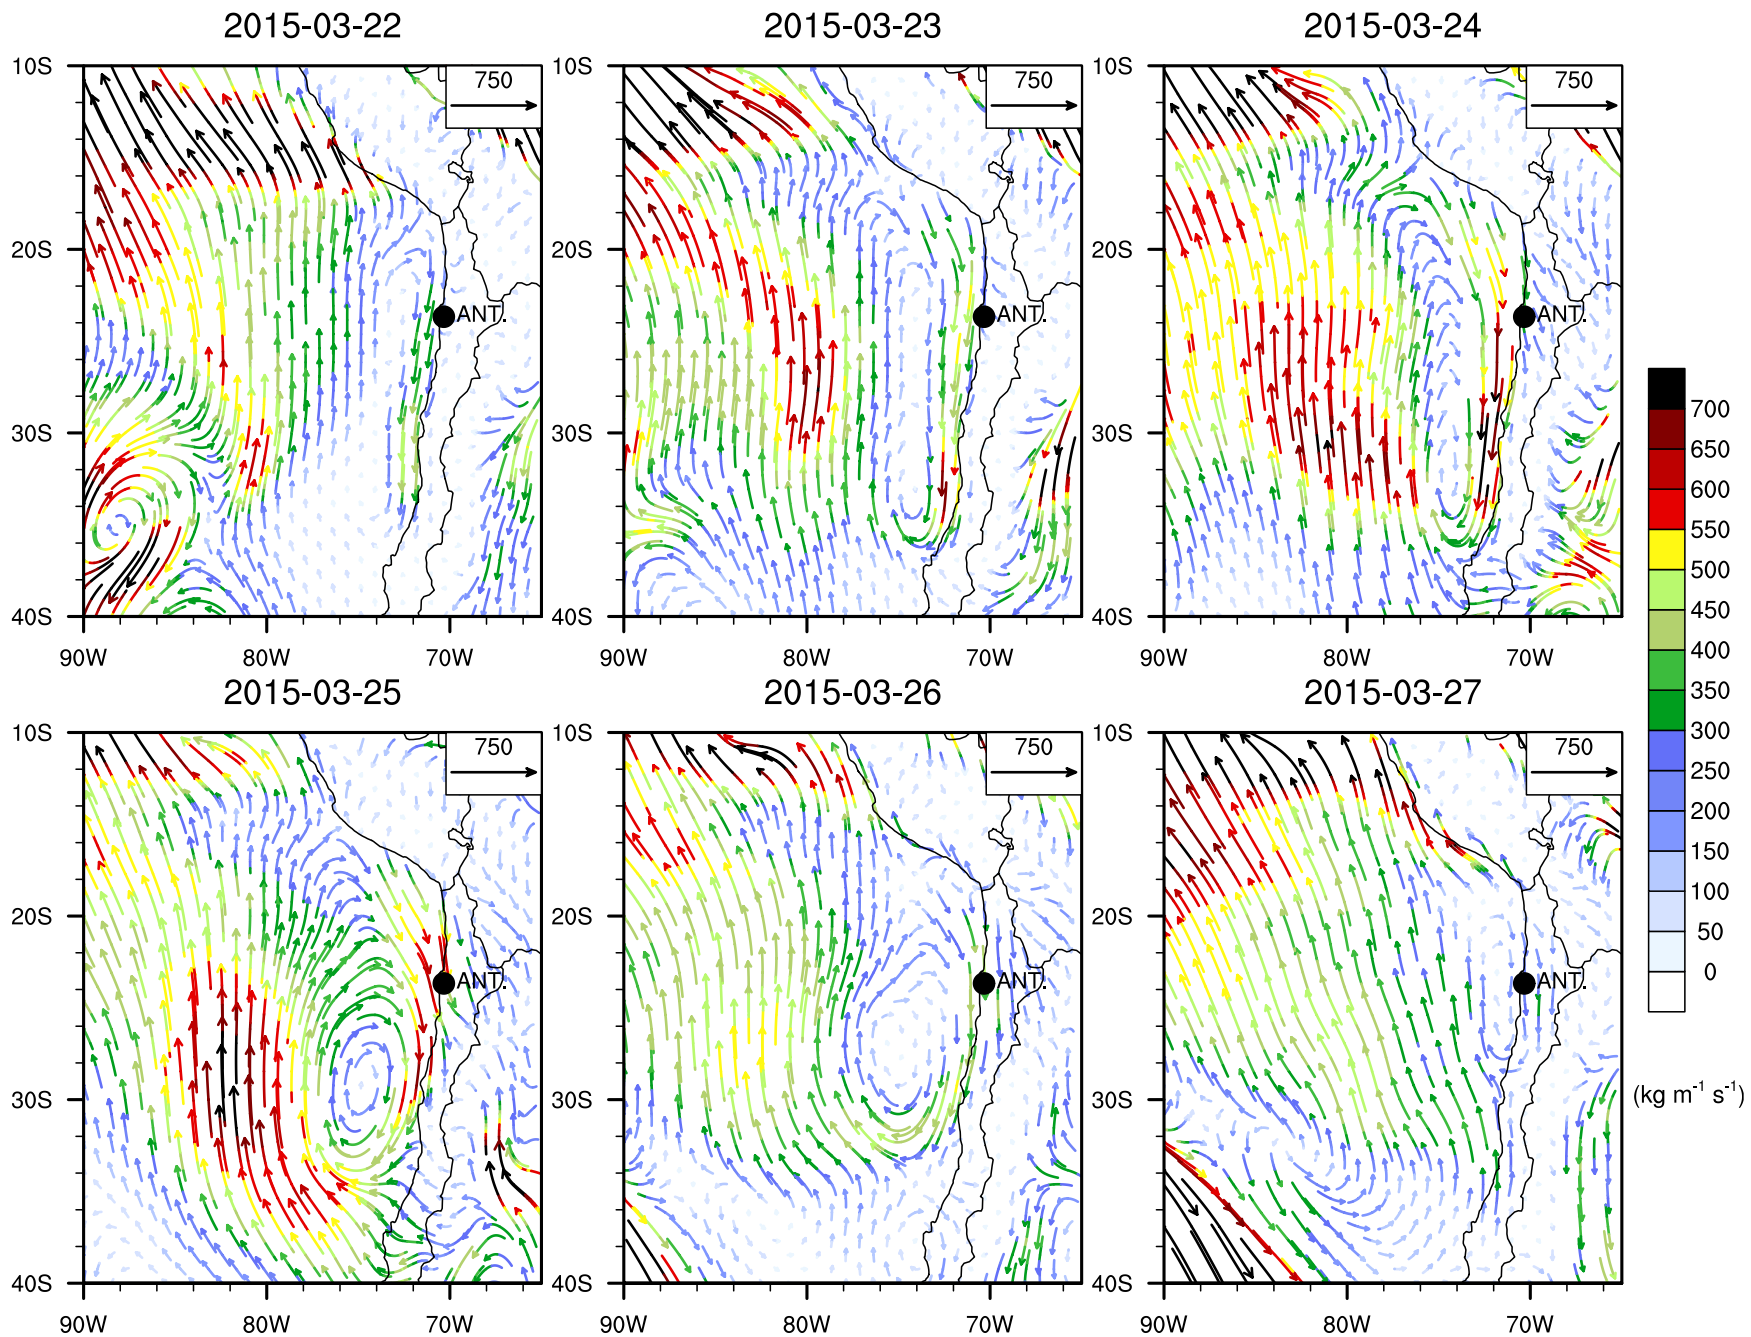 2015-03-22 2015-03-23 2015-03-24
10S 750 10S 750 10S 750
20S 20S 20S
ANT. ANT. ANT.
30S 30S 30S
40S 40S 40S
90W 80W 70W 90W 80W 70W 90W 80W 70W
2015-03-25 2015-03-26 2015-03-27
10S 750 10S 750 10S 750
20S 20S 20S
ANT. ANT. ANT.
30S 30S 30S
40S 40S 40S
90W 80W 70W 90W 80W 70W 90W 80W 70W
700
650
600
550
500
450
400
350
300
250
200
150
100
50
0
(kg m⁻¹ s⁻¹)